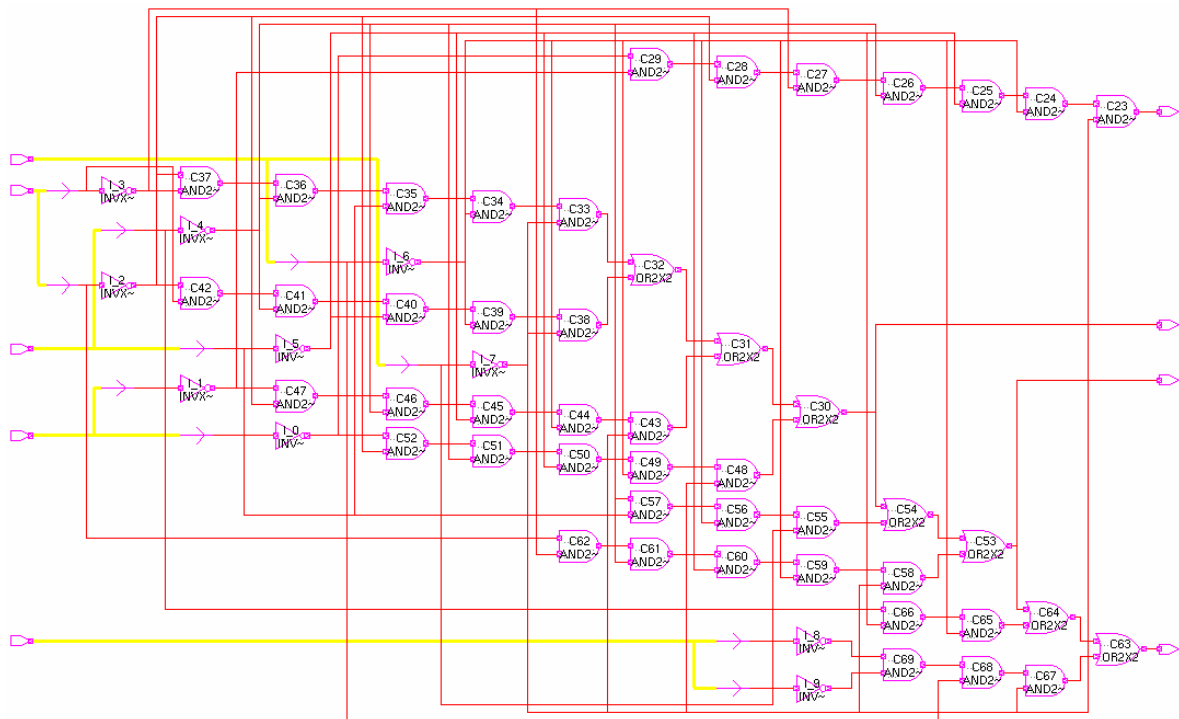 ...C29
AND2~
...C28
AND2~
...C27
AND2~
...C26
AND2~
...C25
AND2~
...C24
AND2~
...C23
AND2~
I_3
INVX~
...C37
AND2~
...C36
AND2~
...C35
AND2~
...C34
AND2~
...C33
AND2~
I_4
INVX~
I_6
INV~
...C32
OR2X2
I_2
INVX~
...C42
AND2~
...C41
AND2~
...C40
AND2~
...C39
AND2~
...C38
AND2~
I_5
INV~
I_7
INVX~
...C31
OR2X2
I_1
INVX~
...C47
AND2~
...C46
AND2~
...C45
AND2~
...C44
AND2~
...C43
AND2~
...C30
OR2X2
I_0
INV~
...C52
AND2~
...C51
AND2~
...C50
AND2~
...C49
AND2~
...C48
AND2~
...C57
AND2~
...C56
AND2~
...C55
AND2~
...C54
OR2X2
...C53
OR2X2
...C62
AND2~
...C61
AND2~
...C60
AND2~
...C59
AND2~
...C58
AND2~
...C66
AND2~
...C65
AND2~
...C64
OR2X2
I_8
INV~
...C69
AND2~
...C68
AND2~
...C67
AND2~
...C63
OR2X2
I_9
INV~